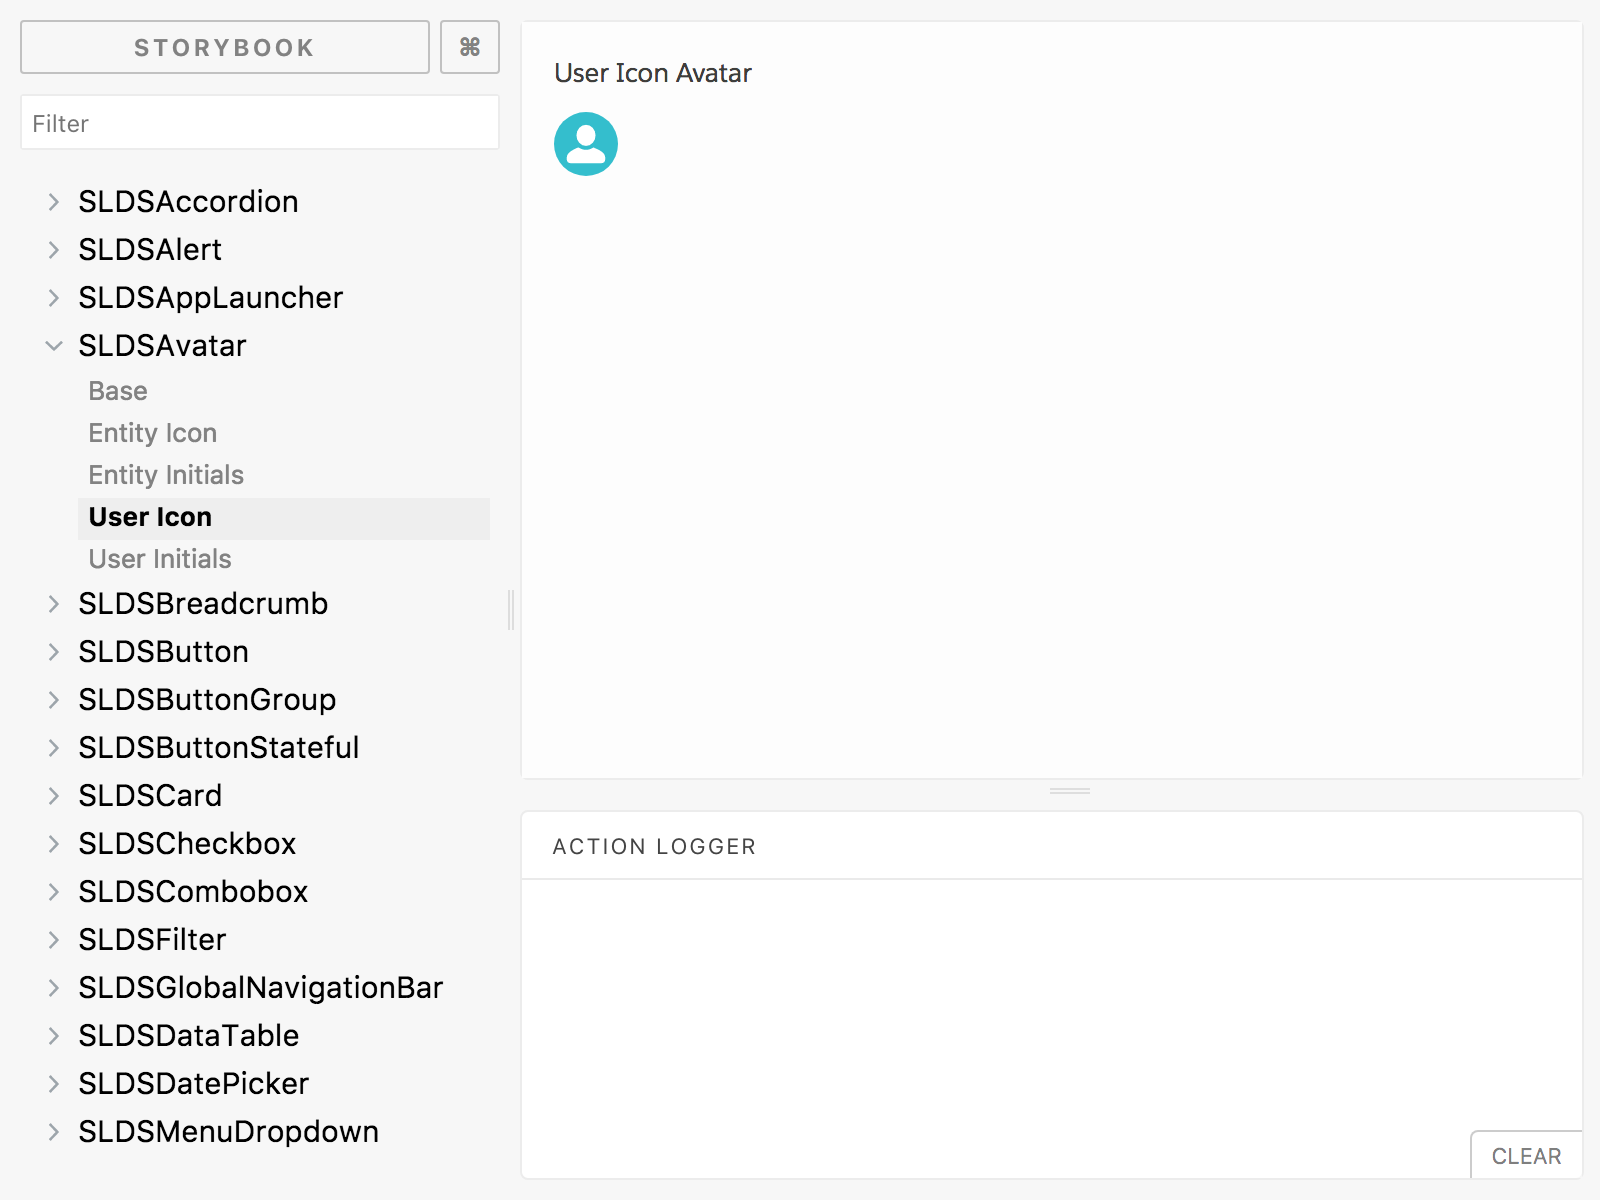 STORYBOOK
⌘
Filter
SLDSAccordion
SLDSAlert
SLDSAppLauncher
SLDSAvatar
Base
Entity Icon
Entity Initials
User Icon
User Initials
SLDSBreadcrumb
SLDSButton
SLDSButtonGroup
SLDSButtonStateful
SLDSCard
SLDSCheckbox
SLDSCombobox
SLDSFilter
SLDSGlobalNavigationBar
SLDSDataTable
SLDSDatePicker
SLDSMenuDropdown
User Icon Avatar
ACTION LOGGER
CLEAR